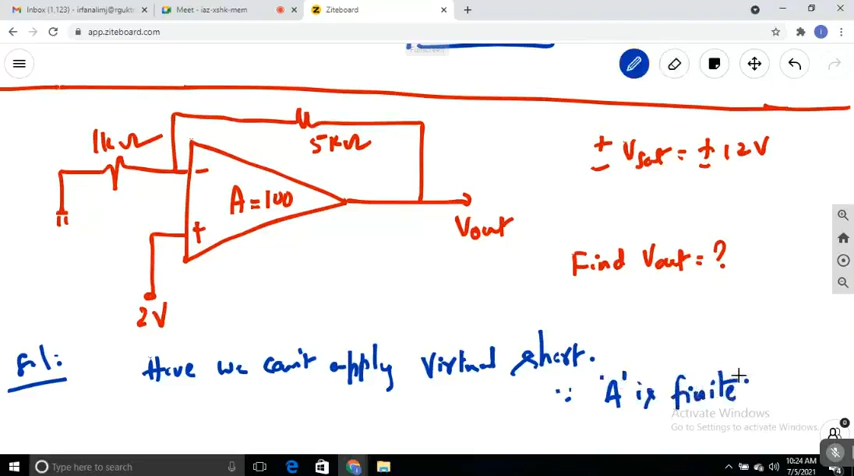 Inbox (1,123) - irfanalimj@rgukt
Meet - iaz-xshk-mem
Ziteboard
app.ziteboard.com
1kΩ
5kΩ
-
A=100
+
2V
Vout
± Vsat = ± 12V
Find Vout = ?
Sol:
Here we can't apply Virtual short.
∵ 'A' is finite.
Activate Windows
Go to Settings to activate Windows.
Type here to search
10:24 AM
7/5/2021